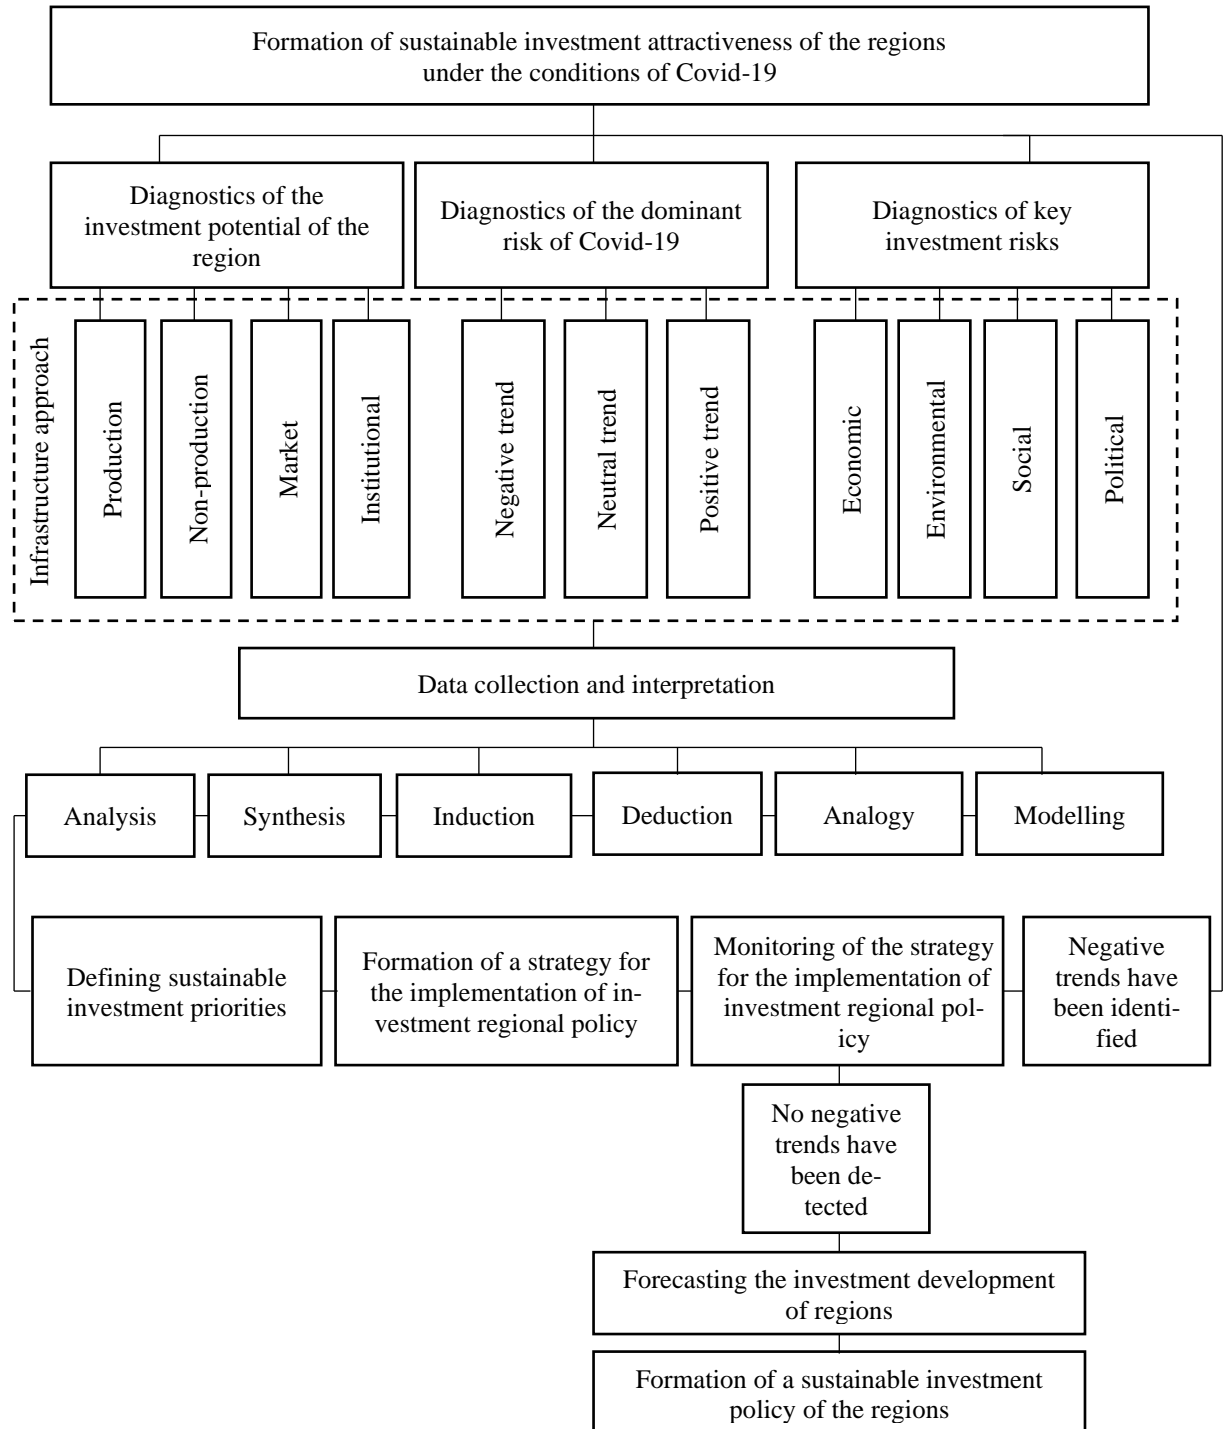 Formation of sustainable investment attractiveness of the regions
under the conditions of Covid-19
Diagnostics of the
investment potential of the
region
Diagnostics of the dominant
risk of Covid-19
Diagnostics of key
investment risks
Infrastructure approach
Production
Non-production
Market
Institutional
Negative trend
Neutral trend
Positive trend
Economic
Environmental
Social
Political
Data collection and interpretation
Analysis
Synthesis
Induction
Deduction
Analogy
Modelling
Defining sustainable
investment priorities
Formation of a strategy for
the implementation of in-
vestment regional policy
Monitoring of the strategy
for the implementation of
investment regional pol-
icy
Negative
trends have
been identi-
fied
No negative
trends have
been de-
tected
Forecasting the investment development
of regions
Formation of a sustainable investment
policy of the regions